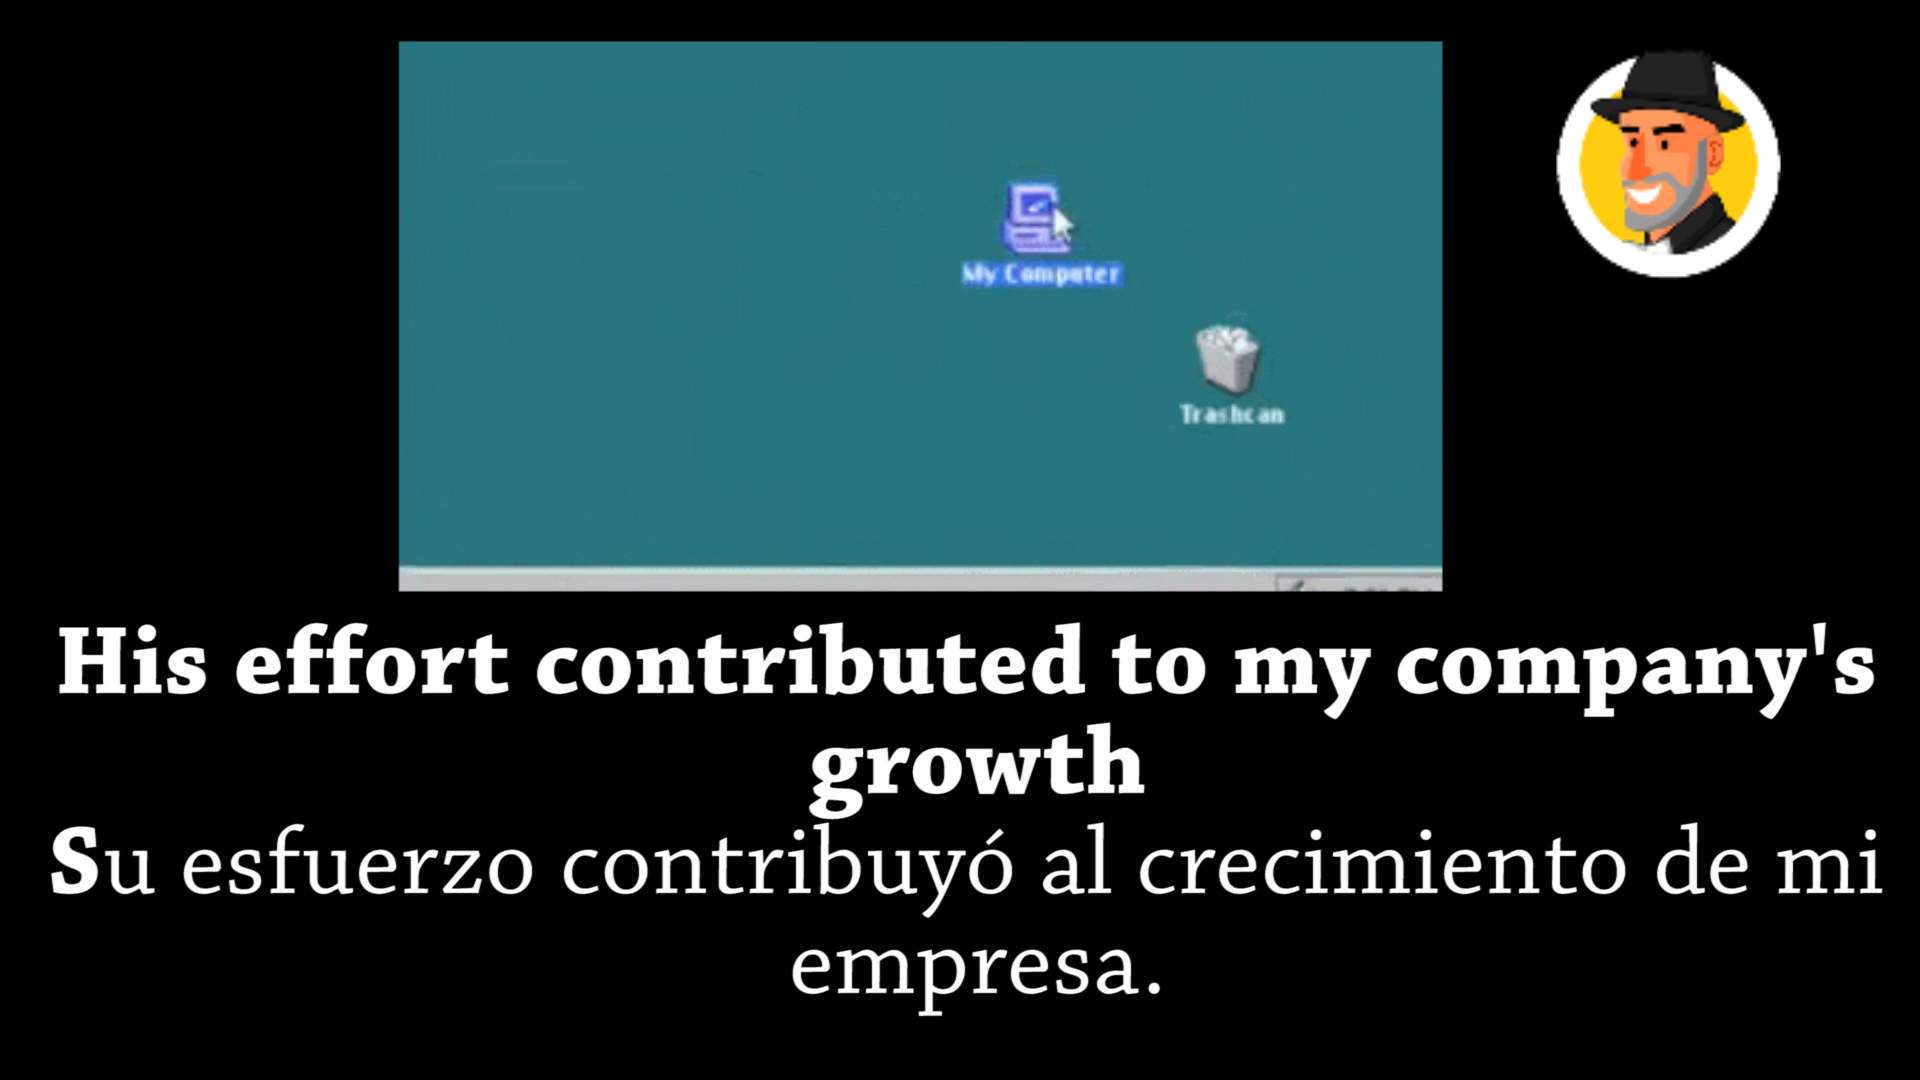 My Computer
Trashcan
His effort contributed to my company's
growth
Su esfuerzo contribuyó al crecimiento de mi
empresa.